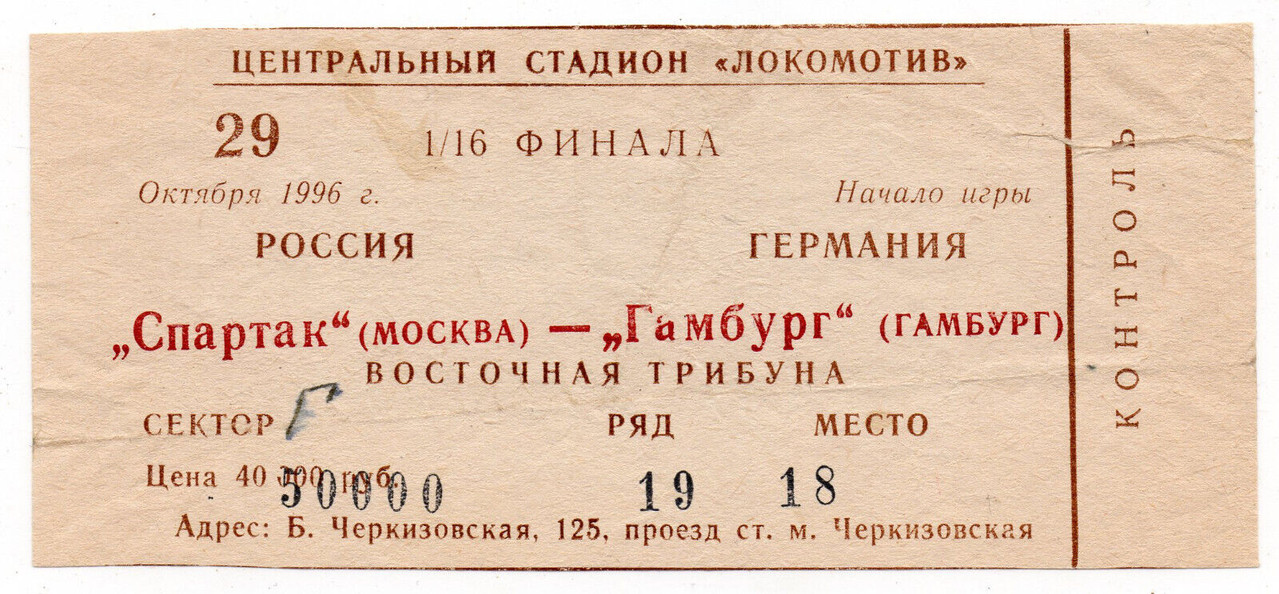 ЦЕНТРАЛЬНЫЙ СТАДИОН «ЛОКОМОТИВ»
29 1/16 ФИНАЛА
Октября 1996 г. Начало игры
РОССИЯ ГЕРМАНИЯ
„Спартак“ (МОСКВА) — „Гамбург“ (ГАМБУРГ)
ВОСТОЧНАЯ ТРИБУНА
СЕКТОР Г РЯД МЕСТО
Цена 40 000 руб.
50000 19 18
Адрес: Б. Черкизовская, 125, проезд ст. м. Черкизовская
КОНТРОЛЬ